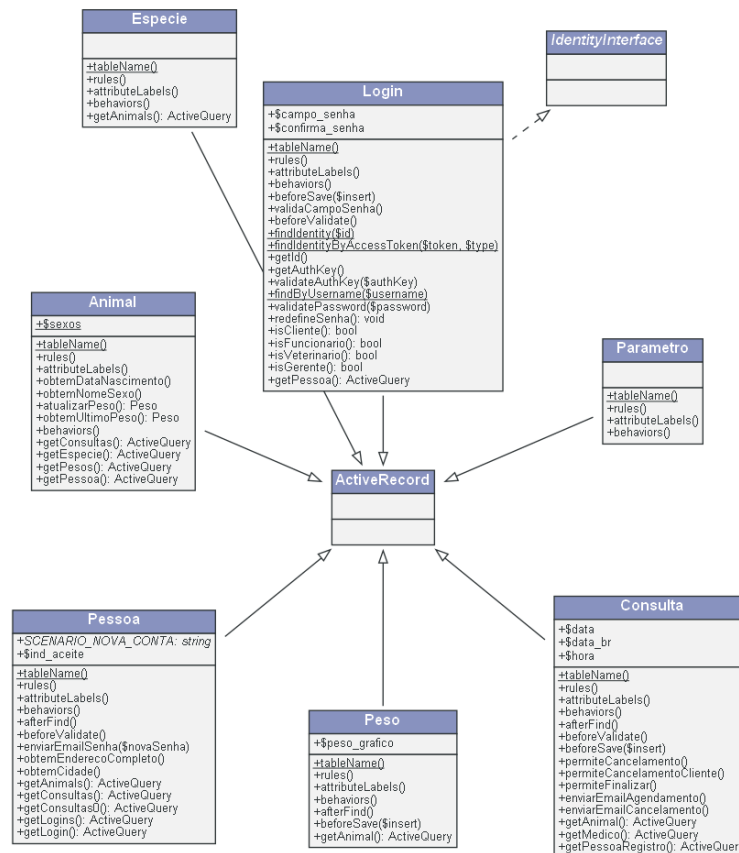 Especie
+tableName()
+rules()
+attributeLabels()
+behaviors()
+getAnimals(): ActiveQuery
IdentityInterface
Login
+$campo_senha
+$confirma_senha
+tableName()
+rules()
+attributeLabels()
+behaviors()
+beforeSave($insert)
+validaCampoSenha()
+beforeValidate()
+findIdentity($id)
+findIdentityByAccessToken($token, $type)
+getId()
+getAuthKey()
+validateAuthKey($authKey)
+findByUsername($username)
+validatePassword($password)
+redefineSenha(): void
+isCliente(): bool
+isFuncionario(): bool
+isVeterinario(): bool
+isGerente(): bool
+getPessoa(): ActiveQuery
Animal
+$sexos
+tableName()
+rules()
+attributeLabels()
+obtemDataNascimento()
+obtemNomeSexo()
+atualizarPeso(): Peso
+obtemUltimoPeso(): Peso
+behaviors()
+getConsultas(): ActiveQuery
+getEspecie(): ActiveQuery
+getPesos(): ActiveQuery
+getPessoa(): ActiveQuery
Parametro
+tableName()
+rules()
+attributeLabels()
+behaviors()
ActiveRecord
Pessoa
+SCENARIO_NOVA_CONTA: string
+$ind_aceite
+tableName()
+rules()
+attributeLabels()
+behaviors()
+afterFind()
+beforeValidate()
+enviarEmailSenha($novaSenha)
+obtemEnderecoCompleto()
+obtemCidade()
+getAnimals(): ActiveQuery
+getConsultas(): ActiveQuery
+getConsultas0(): ActiveQuery
+getLogins(): ActiveQuery
+getLogin(): ActiveQuery
Peso
+$peso_grafico
+tableName()
+rules()
+attributeLabels()
+behaviors()
+afterFind()
+beforeSave($insert)
+getAnimal(): ActiveQuery
Consulta
+$data
+$data_br
+$hora
+tableName()
+rules()
+attributeLabels()
+behaviors()
+afterFind()
+beforeValidate()
+beforeSave($insert)
+permiteCancelamento()
+permiteCancelamentoCliente()
+permiteFinalizar()
+enviarEmailAgendamento()
+enviarEmailCancelamento()
+getAnimal(): ActiveQuery
+getMedico(): ActiveQuery
+getPessoaRegistro(): ActiveQuer